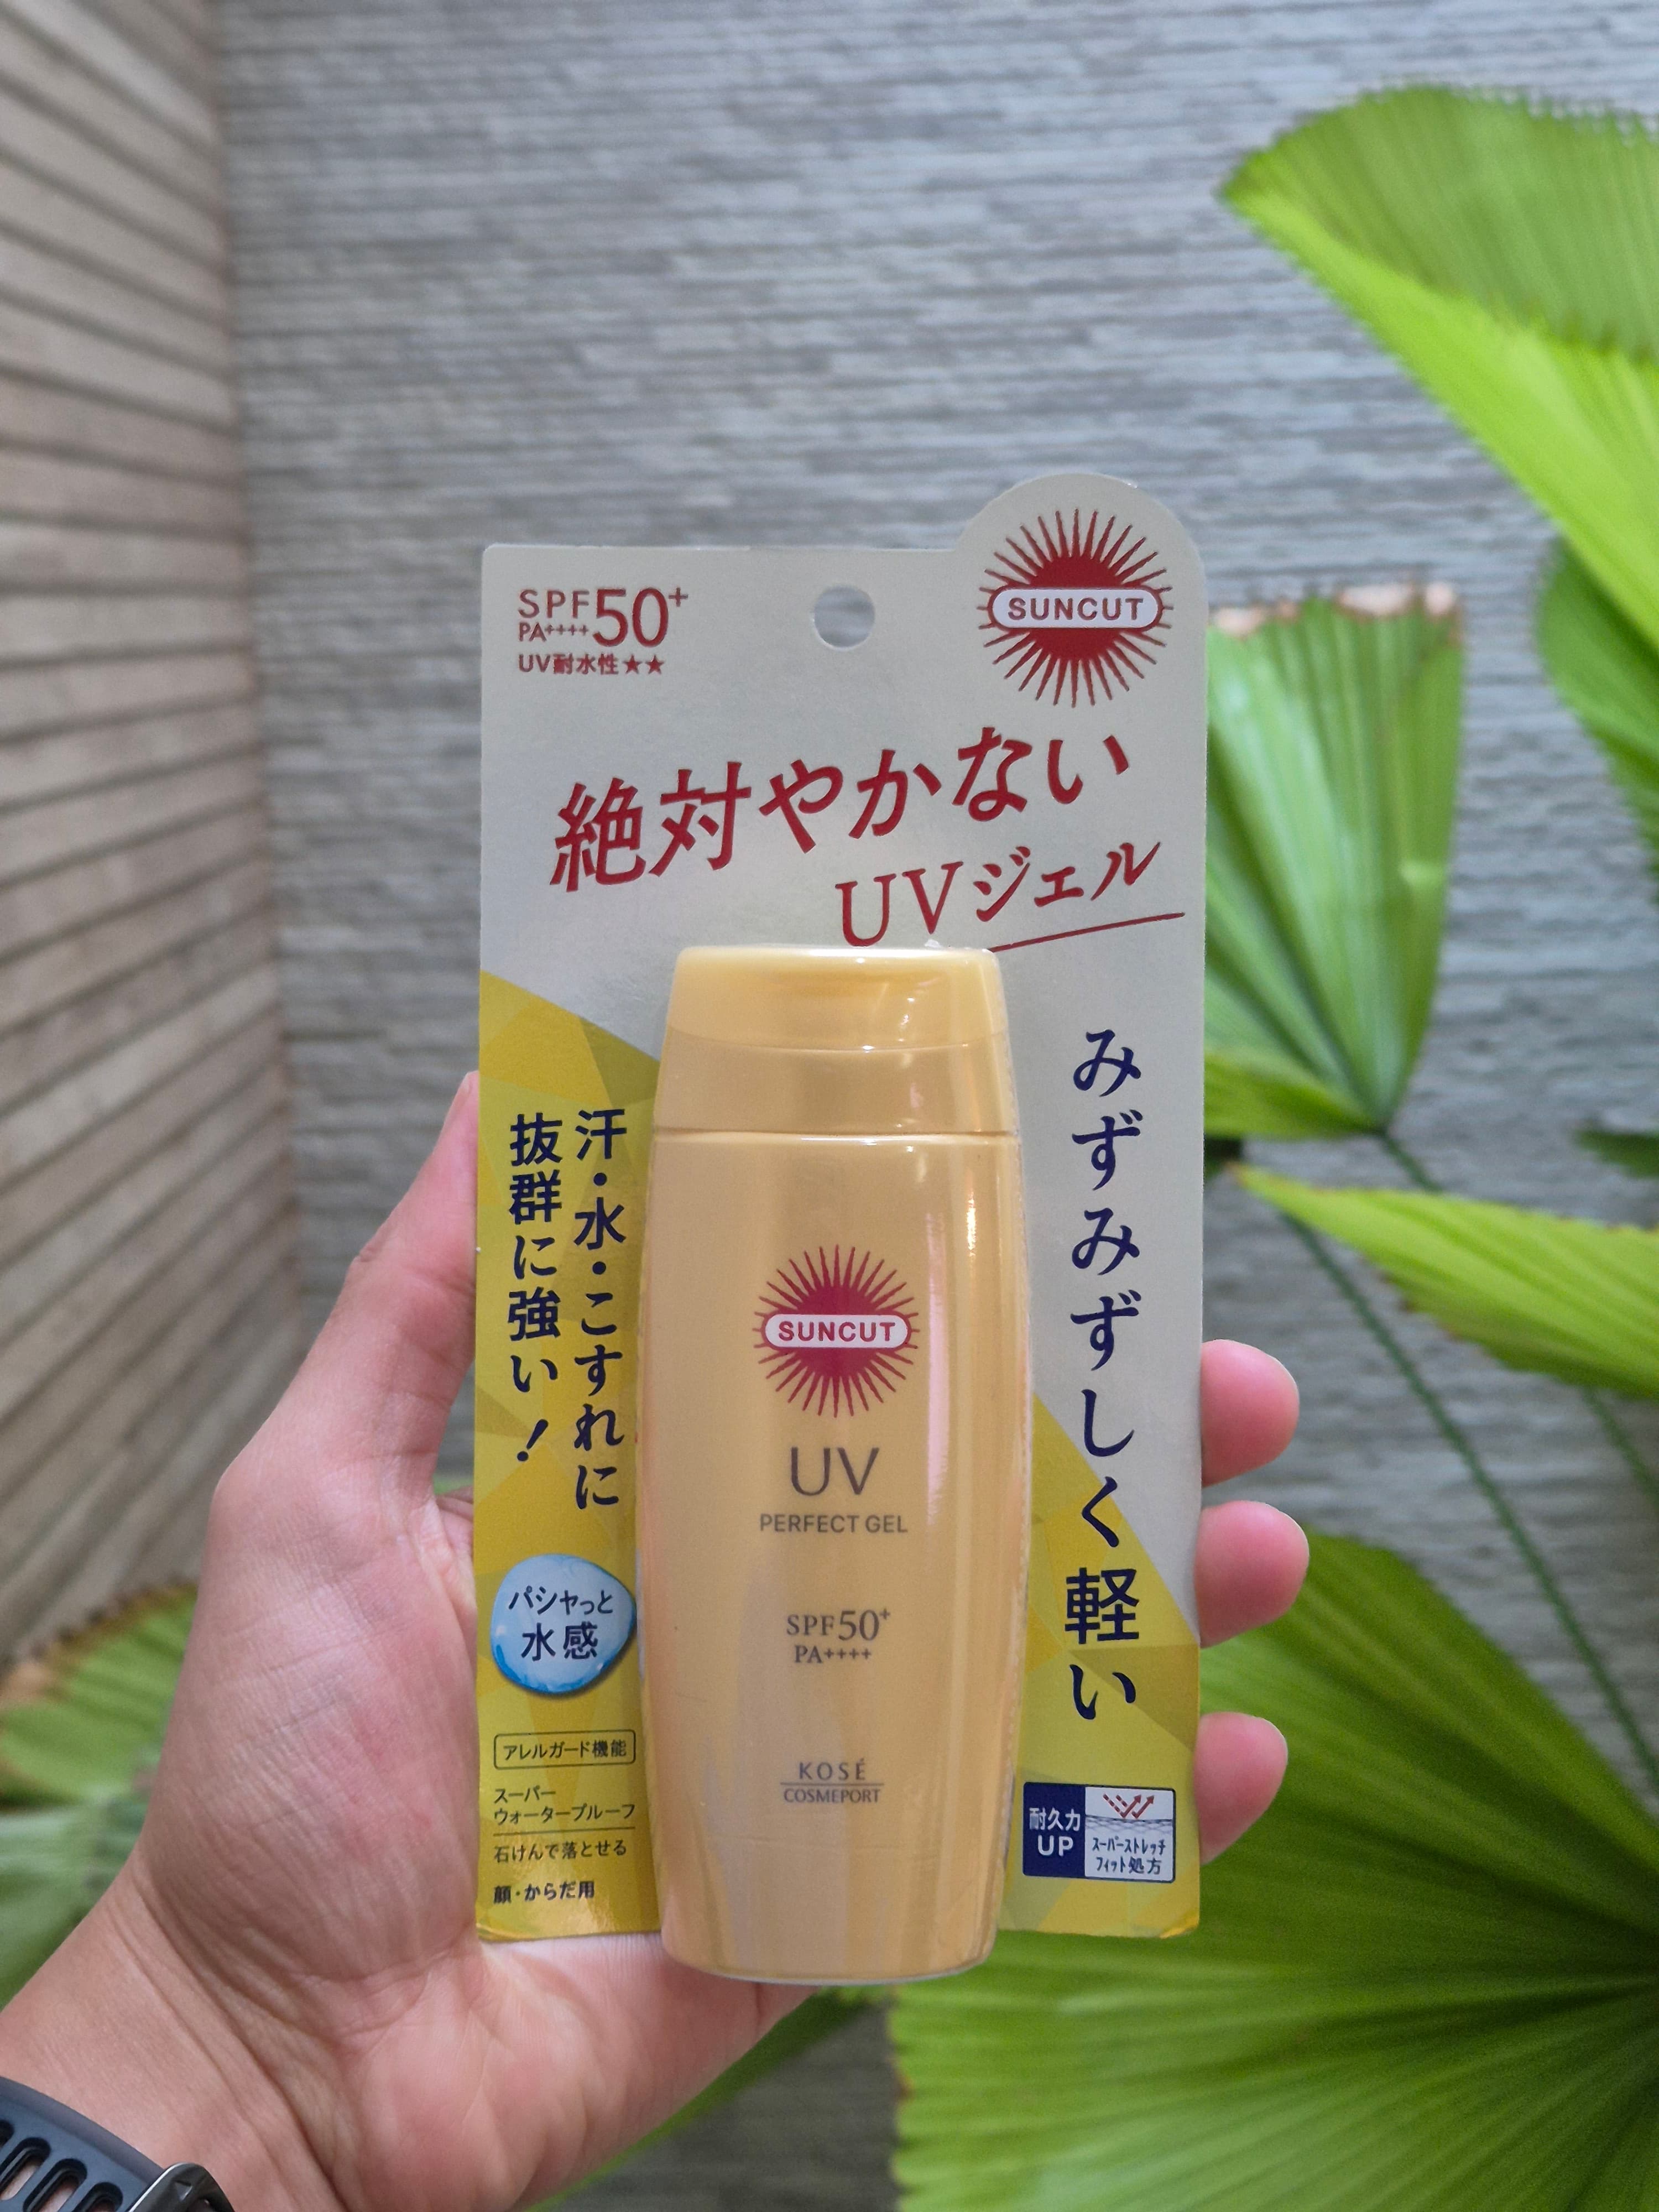 SPF50+
PA++++
UV耐水性★★
SUNCUT
絶対やかない
UVジェル
みずみずしく軽い
汗・水・こすれに
抜群に強い!
パシャっと
水感
アレルガード機能
スーパー
ウォータープルーフ
石けんで落とせる
顔・からだ用
SUNCUT
UV
PERFECT GEL
SPF50+
PA++++
KOSÉ
COSMEPORT
耐久力
UP
スーパーストレッチ
フィット処方